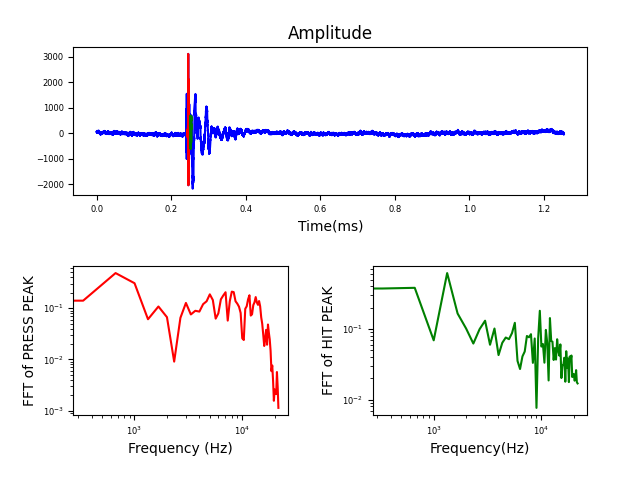 Amplitude
3000
2000
1000
0
−1000
−2000
0.0 0.2 0.4 0.6 0.8 1.0 1.2
Time(ms)
FFT of PRESS PEAK
10⁻¹
10⁻²
10⁻³
10³ 10⁴
Frequency (Hz)
FFT of HIT PEAK
10⁻¹
10⁻²
10³ 10⁴
Frequency(Hz)